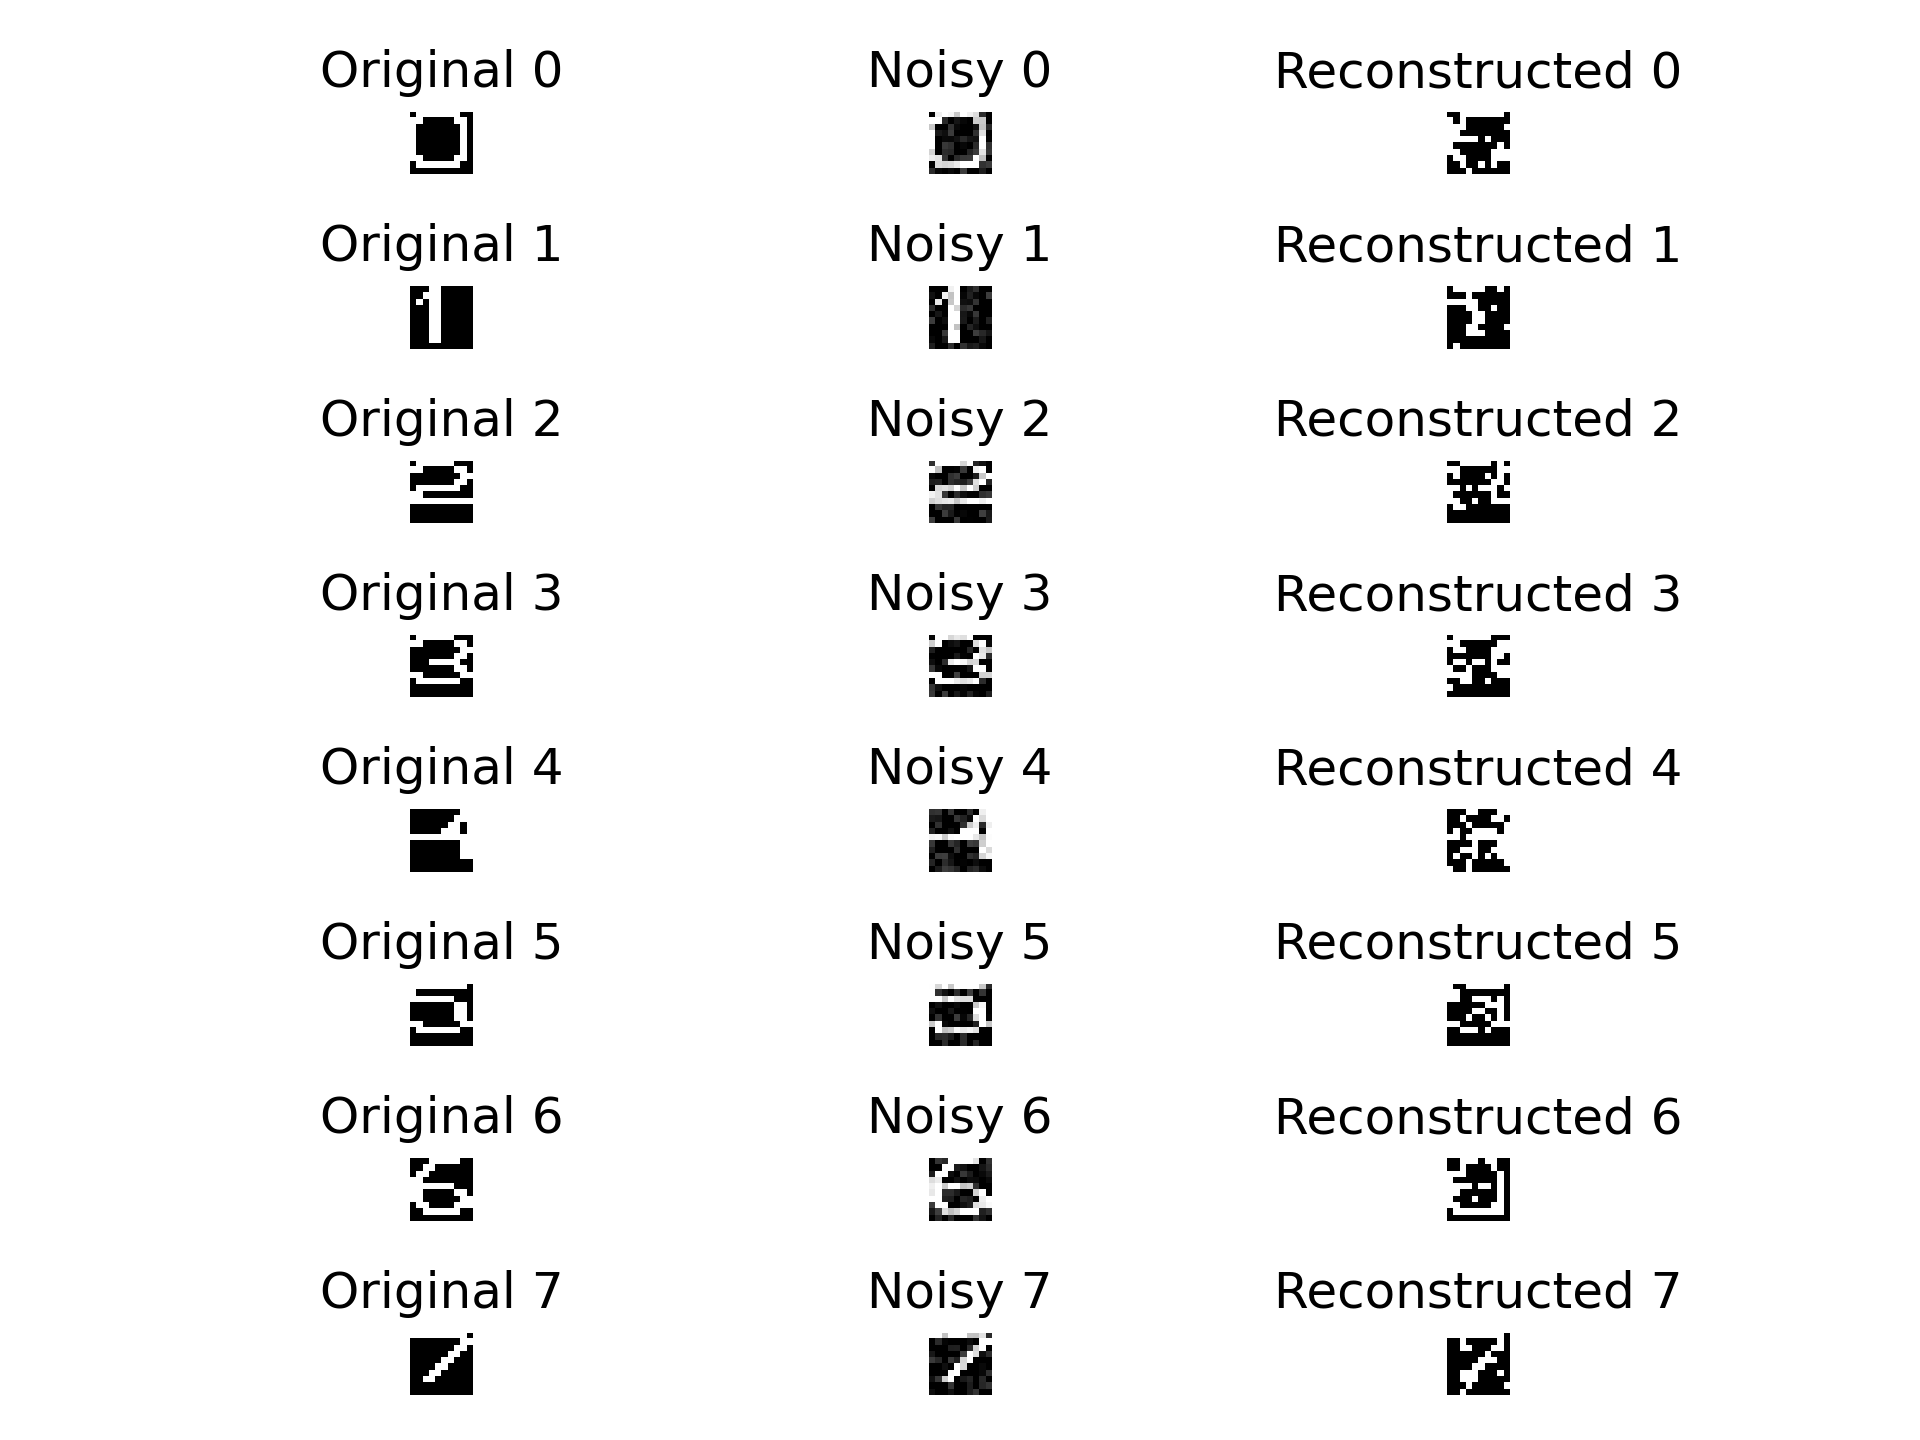 Original 0 Noisy 0 Reconstructed 0
Original 1 Noisy 1 Reconstructed 1
Original 2 Noisy 2 Reconstructed 2
Original 3 Noisy 3 Reconstructed 3
Original 4 Noisy 4 Reconstructed 4
Original 5 Noisy 5 Reconstructed 5
Original 6 Noisy 6 Reconstructed 6
Original 7 Noisy 7 Reconstructed 7